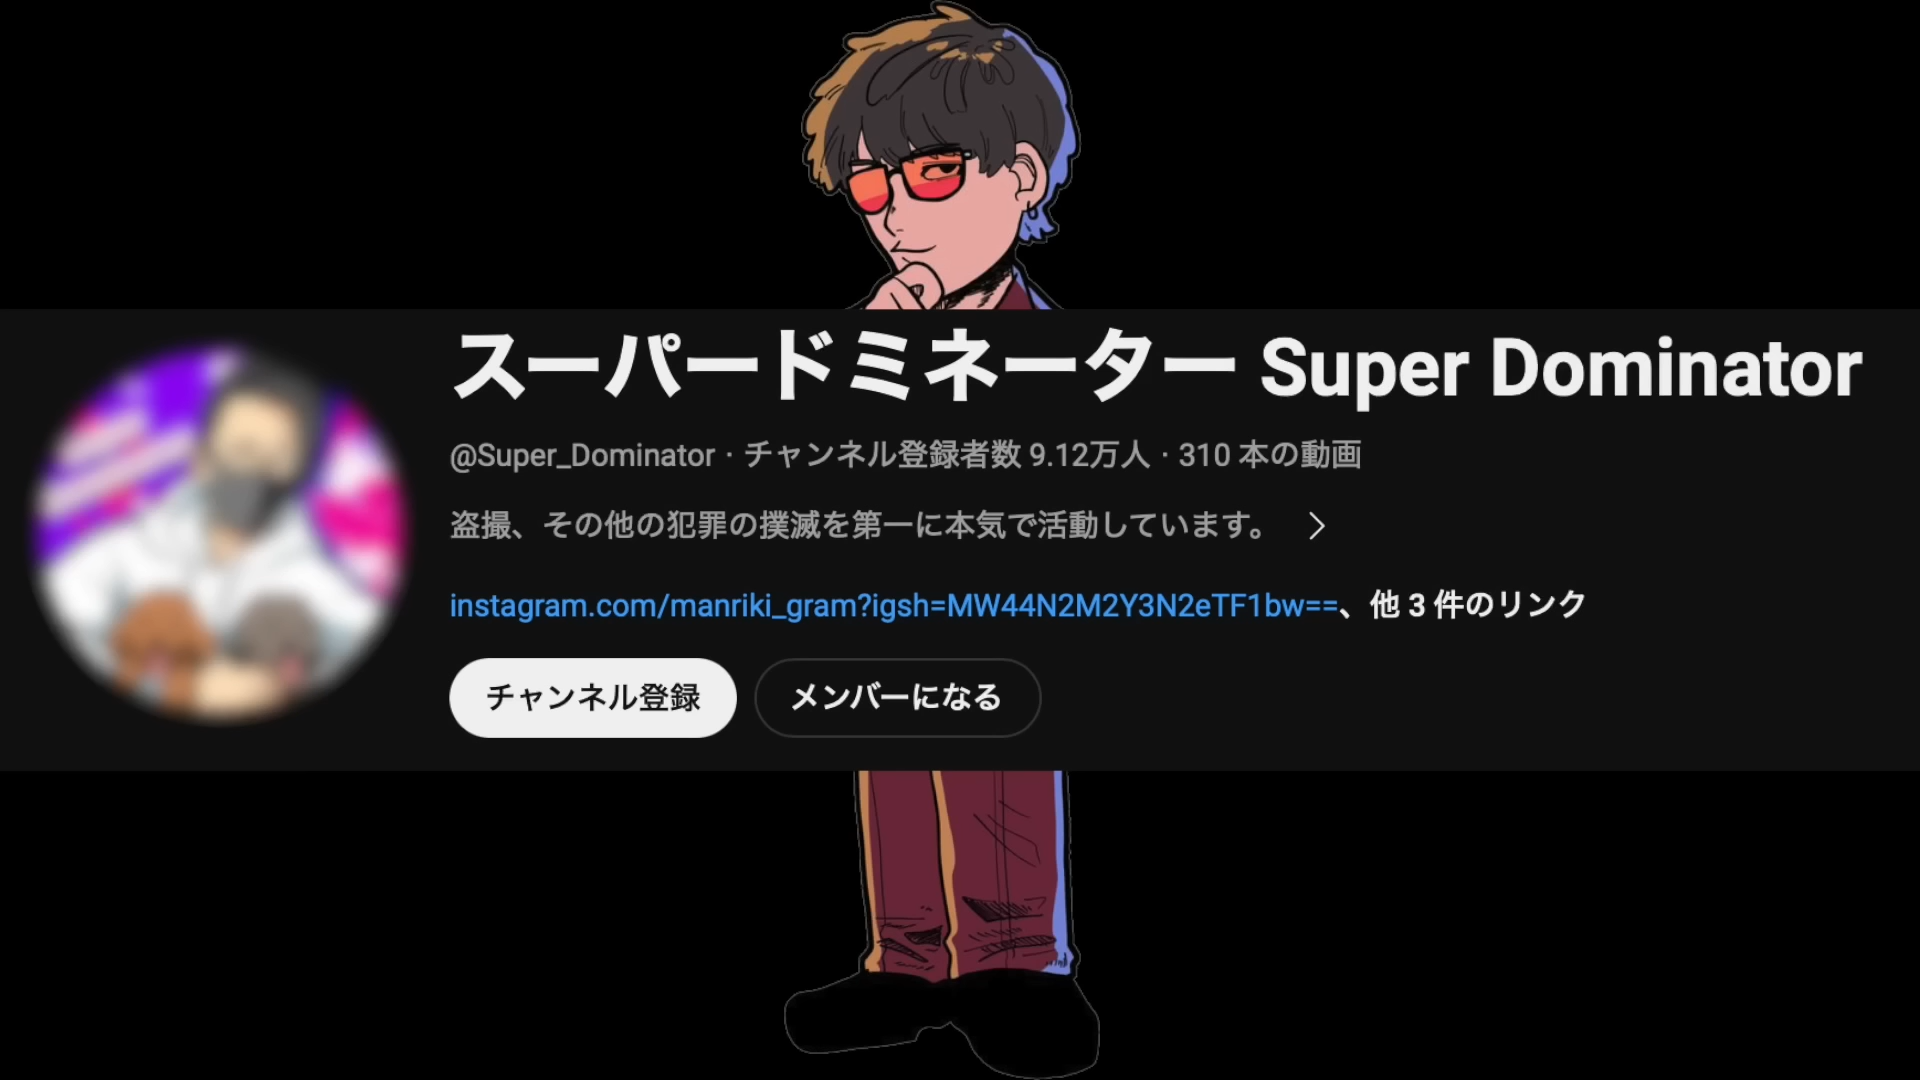 スーパードミネーター Super Dominator
@Super_Dominator · チャンネル登録者数 9.12万人 · 310 本の動画
盗撮、その他の犯罪の撲滅を第一に本気で活動しています。
instagram.com/manriki_gram?igsh=MW44N2M2Y3N2eTF1bw==、他 3 件のリンク
チャンネル登録 メンバーになる